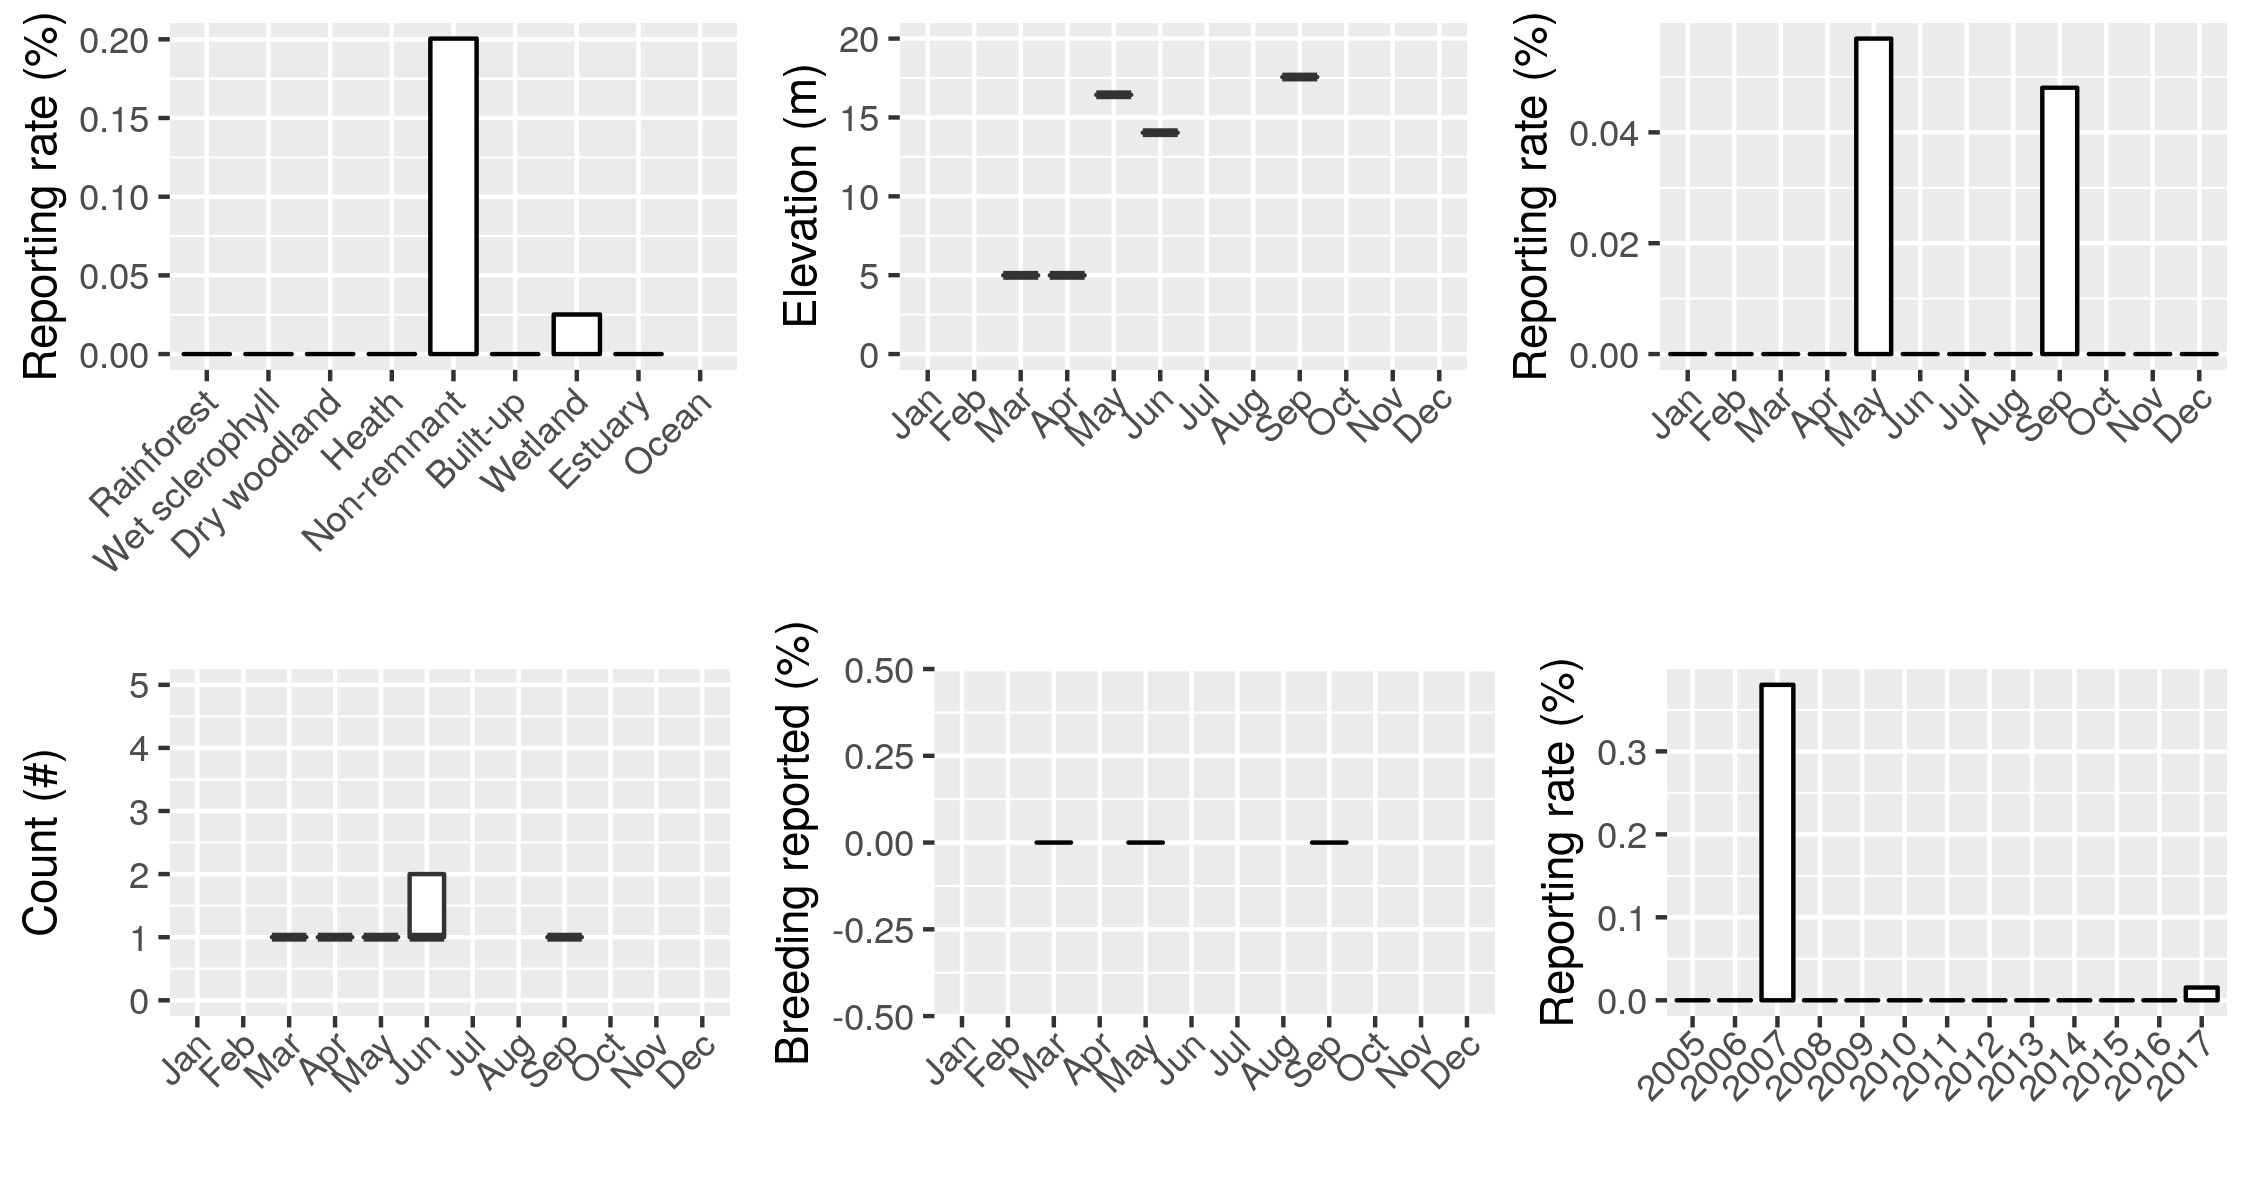 Reporting rate (%)
0.20
0.15
0.10
0.05
0.00
Rainforest
Wet sclerophyll
Dry woodland
Heath
Non-remnant
Built-up
Wetland
Estuary
Ocean
Elevation (m)
20
15
10
5
0
Jan
Feb
Mar
Apr
May
Jun
Jul
Aug
Sep
Oct
Nov
Dec
Reporting rate (%)
0.04
0.02
0.00
Jan
Feb
Mar
Apr
May
Jun
Jul
Aug
Sep
Oct
Nov
Dec
Count (#)
5
4
3
2
1
0
Jan
Feb
Mar
Apr
May
Jun
Jul
Aug
Sep
Oct
Nov
Dec
Breeding reported (%)
0.50
0.25
0.00
-0.25
-0.50
Jan
Feb
Mar
Apr
May
Jun
Jul
Aug
Sep
Oct
Nov
Dec
Reporting rate (%)
0.3
0.2
0.1
0.0
2005
2006
2007
2008
2009
2010
2011
2012
2013
2014
2015
2016
2017